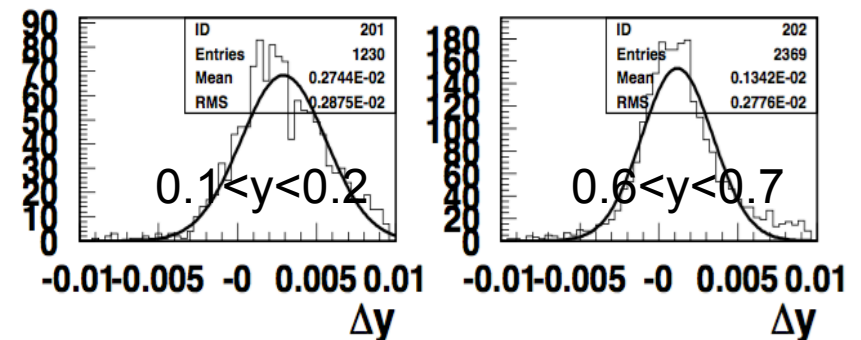 90
80
70
60
50
40
30
20
10
0
ID 201
Entries 1230
Mean 0.2744E-02
RMS 0.2875E-02
0.1<y<0.2
-0.01 -0.005 -0 0.005 0.01
Δy
180
160
140
120
100
80
60
40
20
0
ID 202
Entries 2369
Mean 0.1342E-02
RMS 0.2776E-02
0.6<y<0.7
-0.01 -0.005 -0 0.005 0.01
Δy